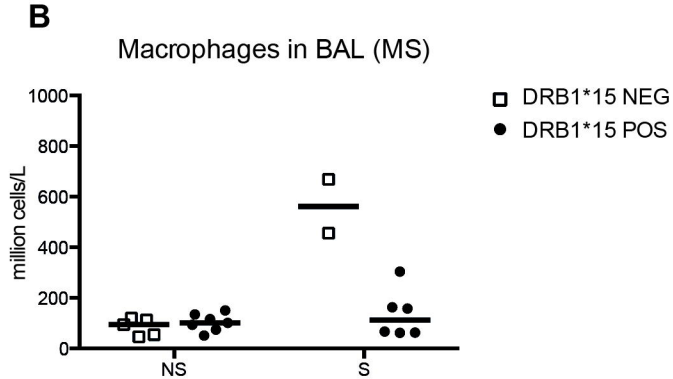 B
Macrophages in BAL (MS)
DRB1*15 NEG
DRB1*15 POS
million cells/L
1000
800
600
400
200
0
NS
S